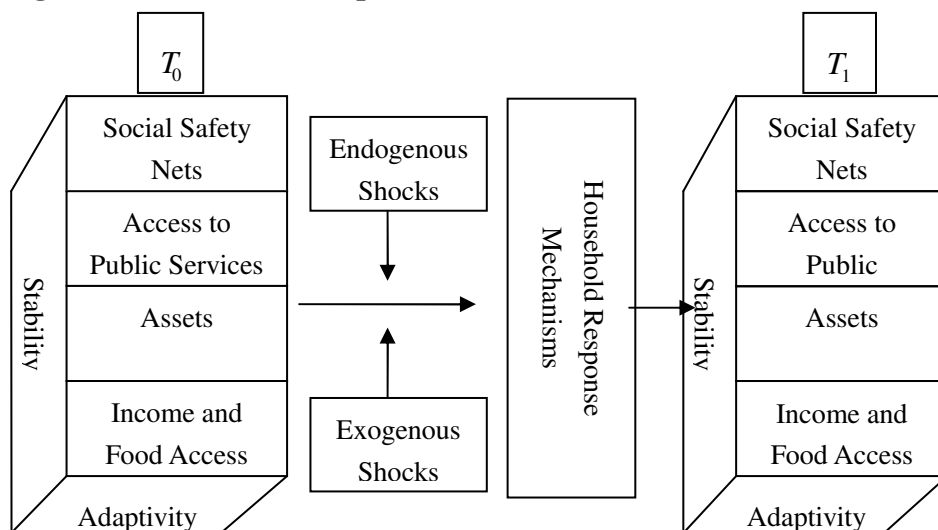 T0
Social Safety
Nets
Access to
Public Services
Assets
Income and
Food Access
Stability
Adaptivity
Endogenous
Shocks
Exogenous
Shocks
Household Response
Mechanisms
T1
Social Safety
Nets
Access to
Public
Assets
Income and
Food Access
Stability
Adaptivity